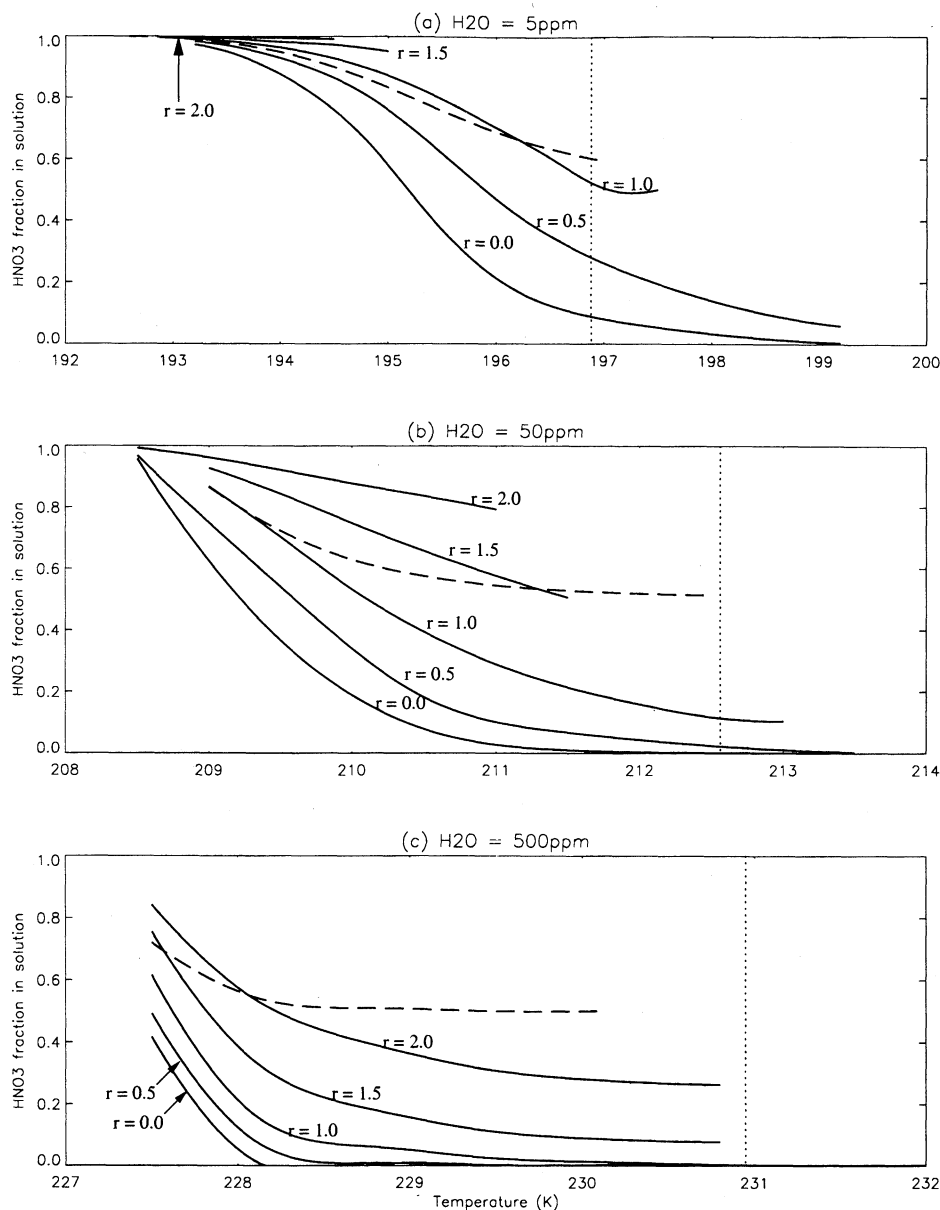 (a) H2O = 5ppm
HNO3 fraction in solution
1.0
0.8
0.6
0.4
0.2
0.0
r = 2.0
r = 1.5
r = 1.0
r = 0.5
r = 0.0
192 193 194 195 196 197 198 199 200
(b) H2O = 50ppm
HNO3 fraction in solution
1.0
0.8
0.6
0.4
0.2
0.0
r = 2.0
r = 1.5
r = 1.0
r = 0.5
r = 0.0
208 209 210 211 212 213 214
(c) H2O = 500ppm
HNO3 fraction in solution
1.0
0.8
0.6
0.4
0.2
0.0
r = 2.0
r = 1.5
r = 1.0
r = 0.5
r = 0.0
227 228 229 230 231 232
Temperature (K)